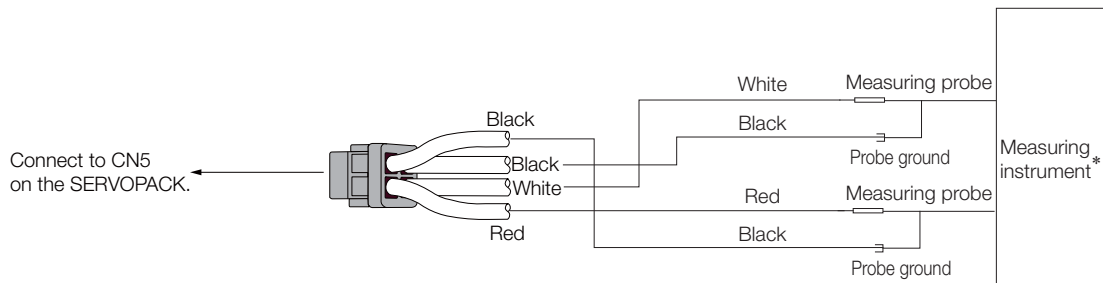 Connect to CN5
on the SERVOPACK.
Black
Black
White
Red
White
Measuring probe
Black
Probe ground
Red
Measuring probe
Black
Probe ground
Measuring
instrument*